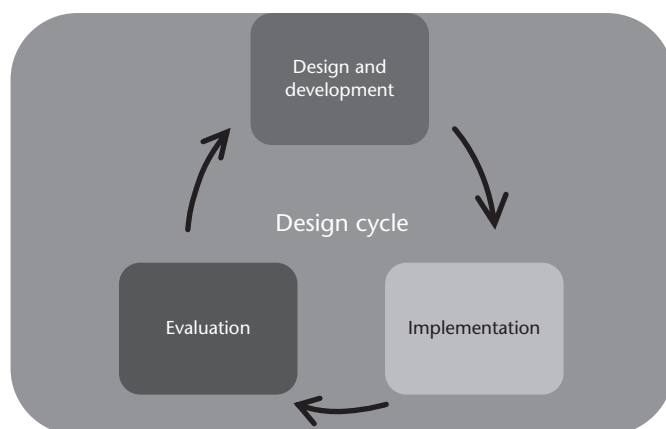 Design and
development
Design cycle
Evaluation
Implementation